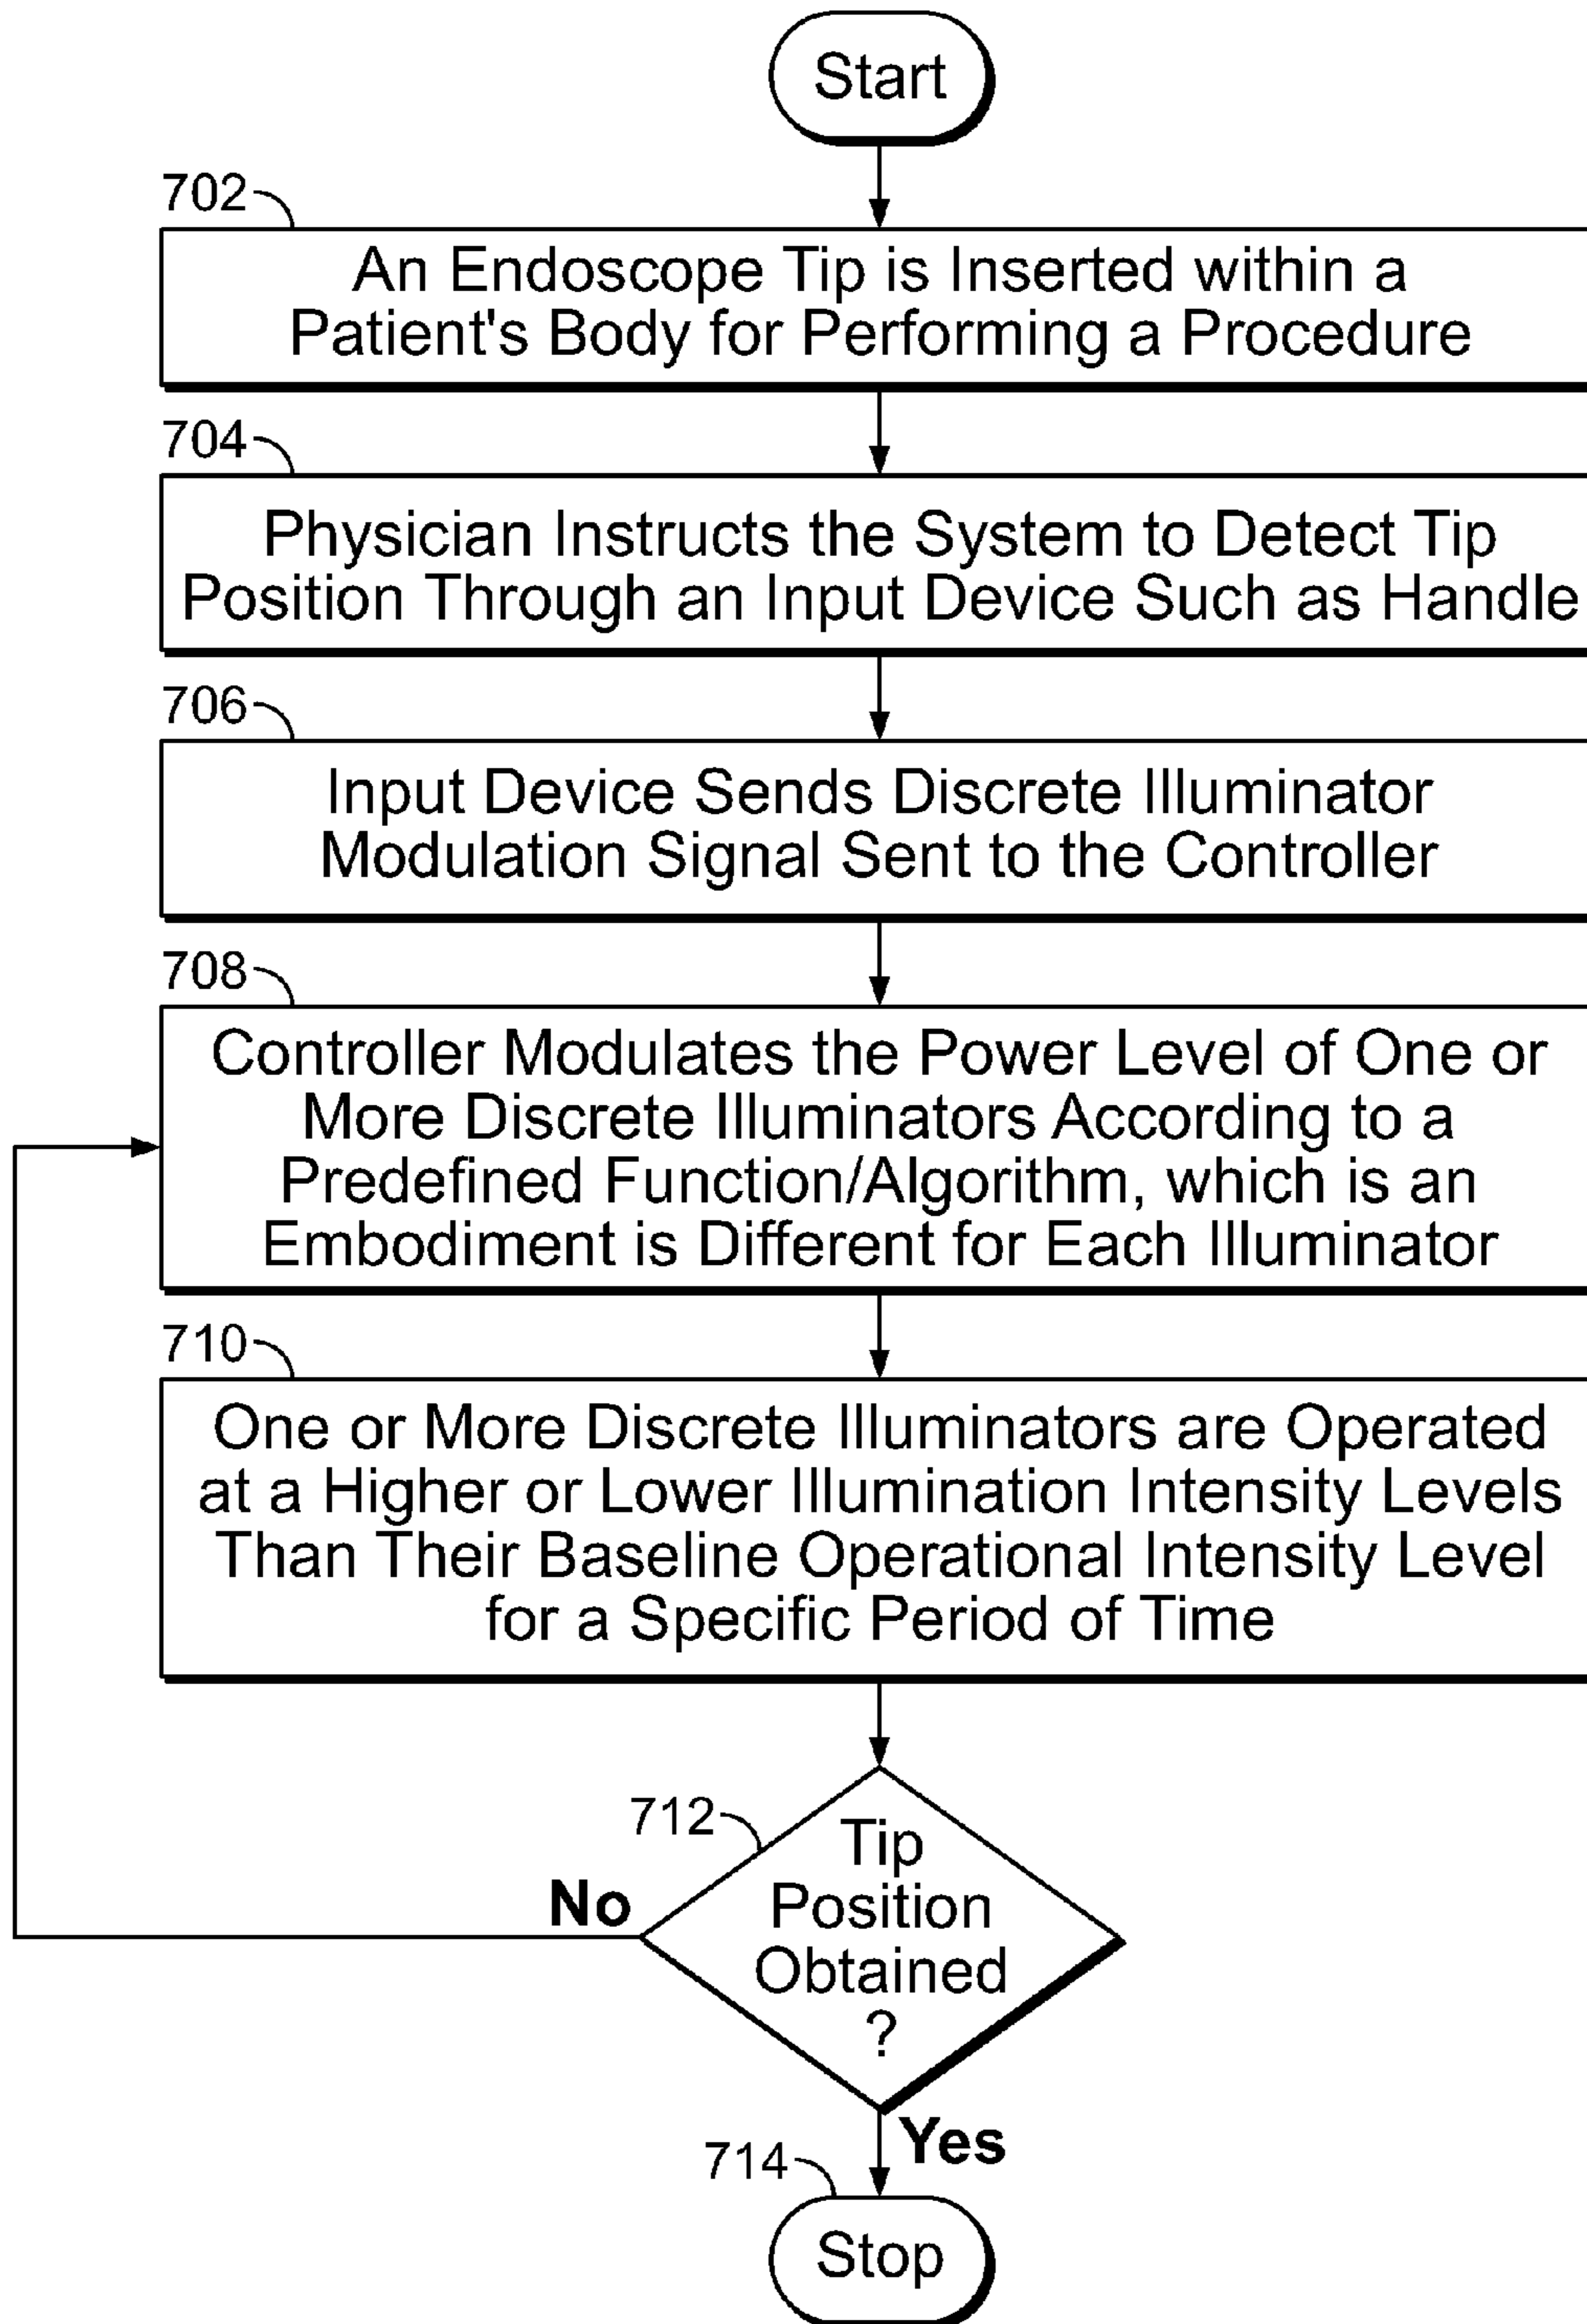 Start
702
An Endoscope Tip is Inserted within a
Patient's Body for Performing a Procedure
704
Physician Instructs the System to Detect Tip
Position Through an Input Device Such as Handle
706
Input Device Sends Discrete Illuminator
Modulation Signal Sent to the Controller
708
Controller Modulates the Power Level of One or
More Discrete Illuminators According to a
Predefined Function/Algorithm, which is an
Embodiment is Different for Each Illuminator
710
One or More Discrete Illuminators are Operated
at a Higher or Lower Illumination Intensity Levels
Than Their Baseline Operational Intensity Level
for a Specific Period of Time
712
Tip
Position
Obtained
?
No
Yes
714
Stop